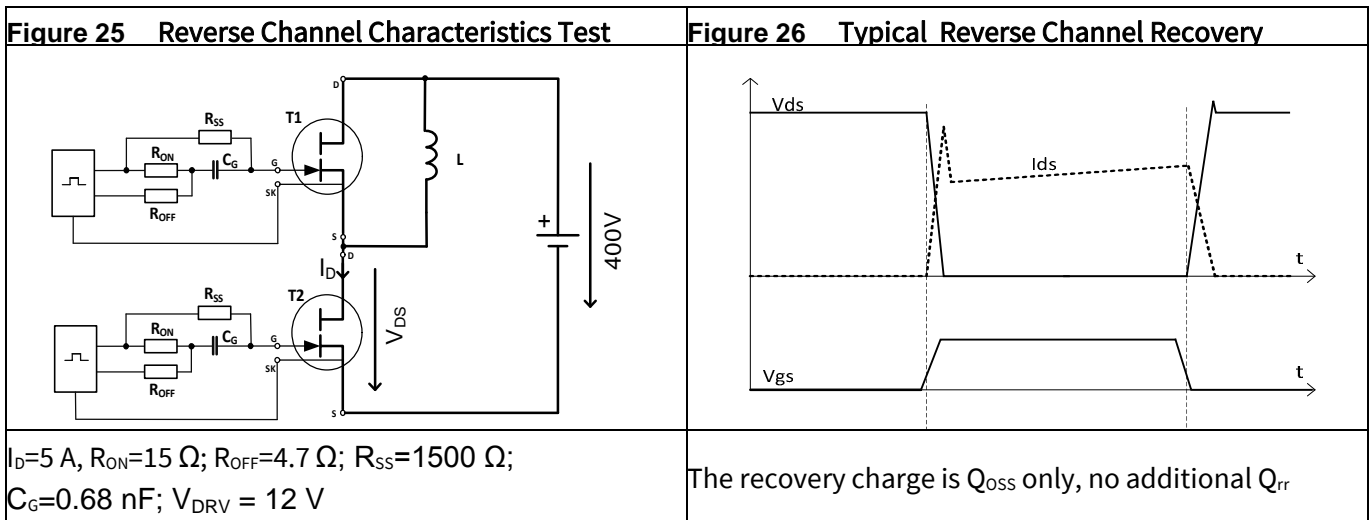 Figure 25 Reverse Channel Characteristics Test
Figure 26 Typical Reverse Channel Recovery
D
T1
RSS
RON
CG
G
SK
ROFF
L
S
D
+
400V
ID
RSS
T2
VDS
RON
CG
G
SK
ROFF
S
Vds
Ids
t
Vgs
t
ID=5 A, RON=15 Ω; ROFF=4.7 Ω; RSS=1500 Ω;
CG=0.68 nF; VDRV = 12 V
The recovery charge is Qoss only, no additional Qrr